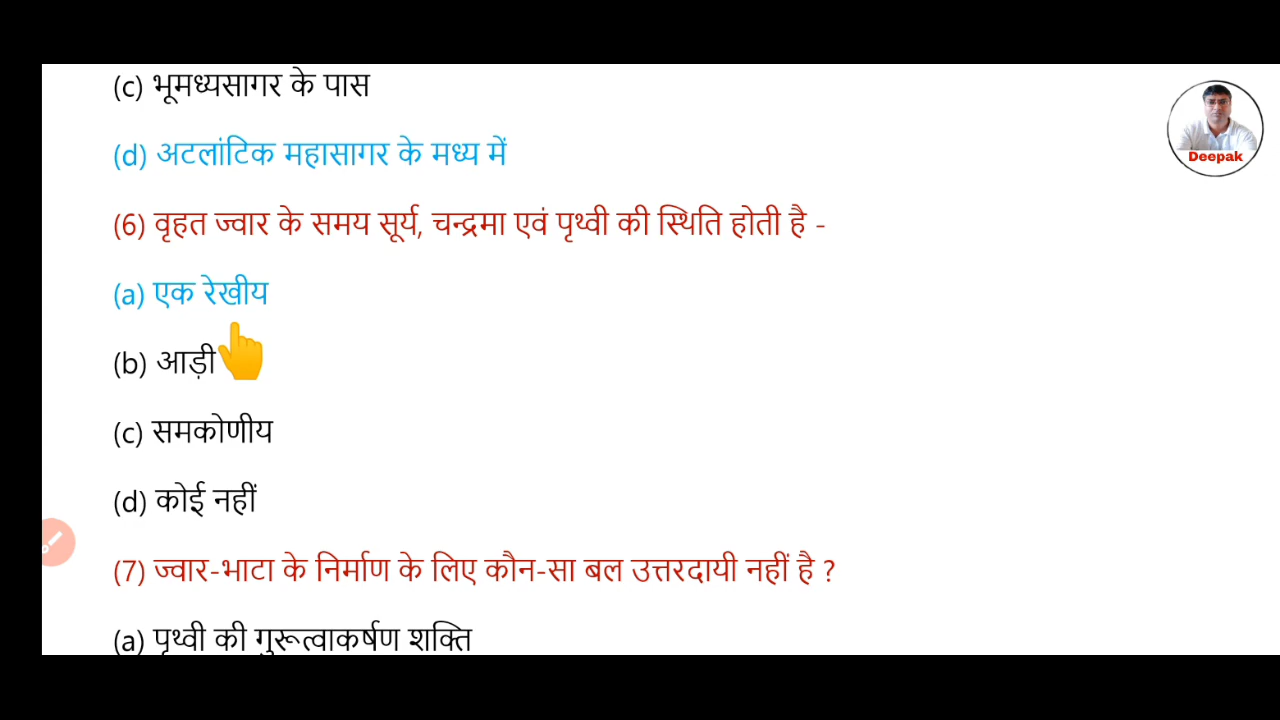 (c) भूमध्यसागर के पास
Deepak
(d) अटलांटिक महासागर के मध्य में
(6) वृहत ज्वार के समय सूर्य, चन्द्रमा एवं पृथ्वी की स्थिति होती है -
(a) एक रेखीय
(b) आड़ी
(c) समकोणीय
(d) कोई नहीं
(7) ज्वार-भाटा के निर्माण के लिए कौन-सा बल उत्तरदायी नहीं है ?
(a) पृथ्वी की गुरूत्वाकर्षण शक्ति